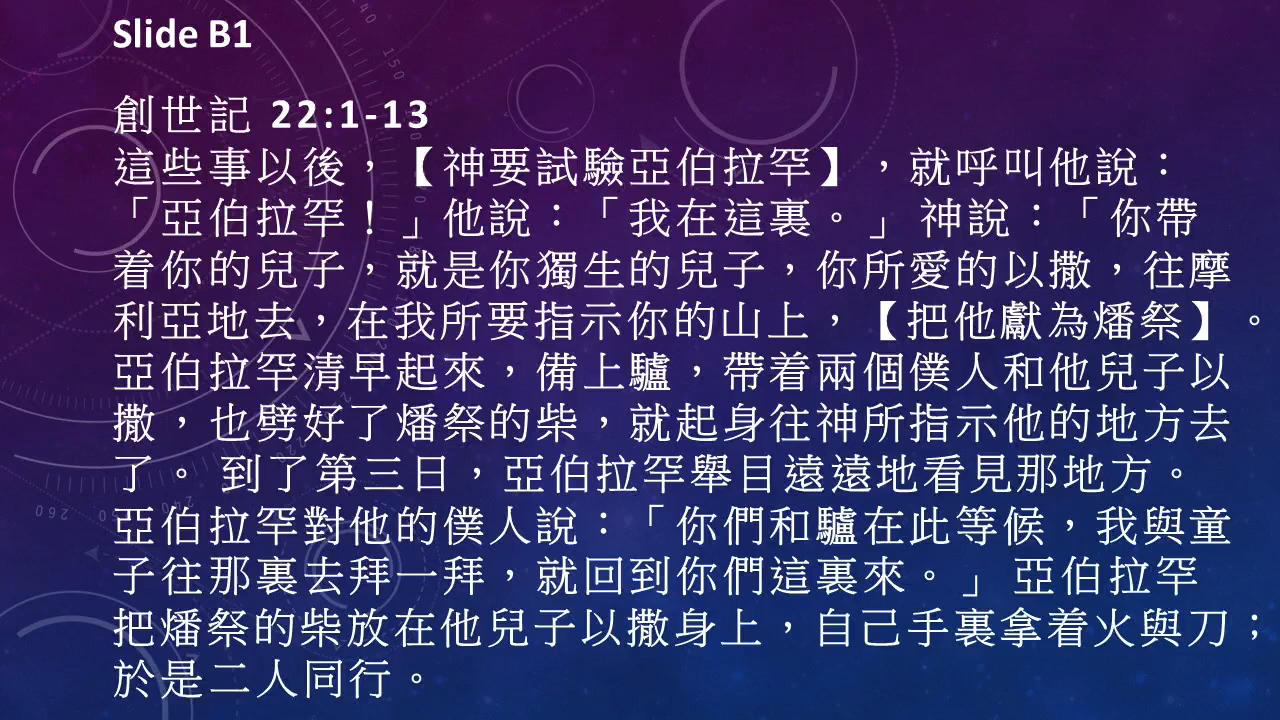 Slide B1
創世記 22:1-13
這些事以後，【神要試驗亞伯拉罕】，就呼叫他說：
「亞伯拉罕！」他說：「我在這裏。」 神說：「你帶
着你的兒子，就是你獨生的兒子，你所愛的以撒，往摩
利亞地去，在我所要指示你的山上，【把他獻為燔祭】。
亞伯拉罕清早起來，備上驢，帶着兩個僕人和他兒子以
撒，也劈好了燔祭的柴，就起身往神所指示他的地方去
了。 到了第三日，亞伯拉罕舉目遠遠地看見那地方。
亞伯拉罕對他的僕人說：「你們和驢在此等候，我與童
子往那裏去拜一拜，就回到你們這裏來。」 亞伯拉罕
把燔祭的柴放在他兒子以撒身上，自己手裏拿着火與刀；
於是二人同行。